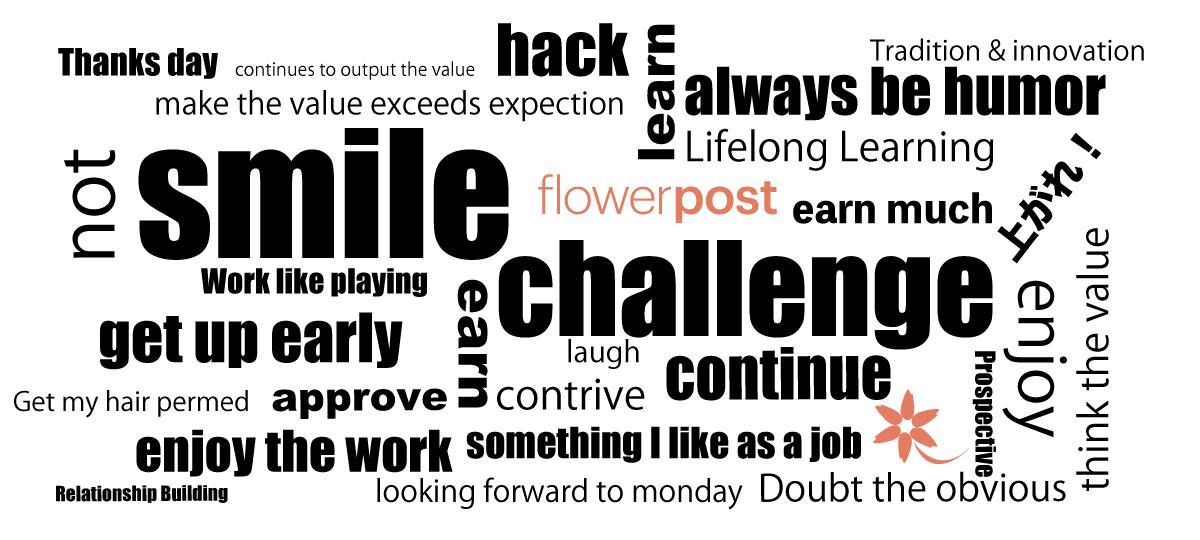 Thanks day
continues to output the value
hack
learn
Tradition & innovation
make the value exceeds expection
always be humor
Lifelong Learning
not
smile
flowerpost
earn much
上がれ！
Work like playing
challenge
earn
get up early
enjoy
think the value
laugh
continue
Prospective
Get my hair permed
approve
contrive
enjoy the work
something I like as a job
Relationship Building
looking forward to monday
Doubt the obvious